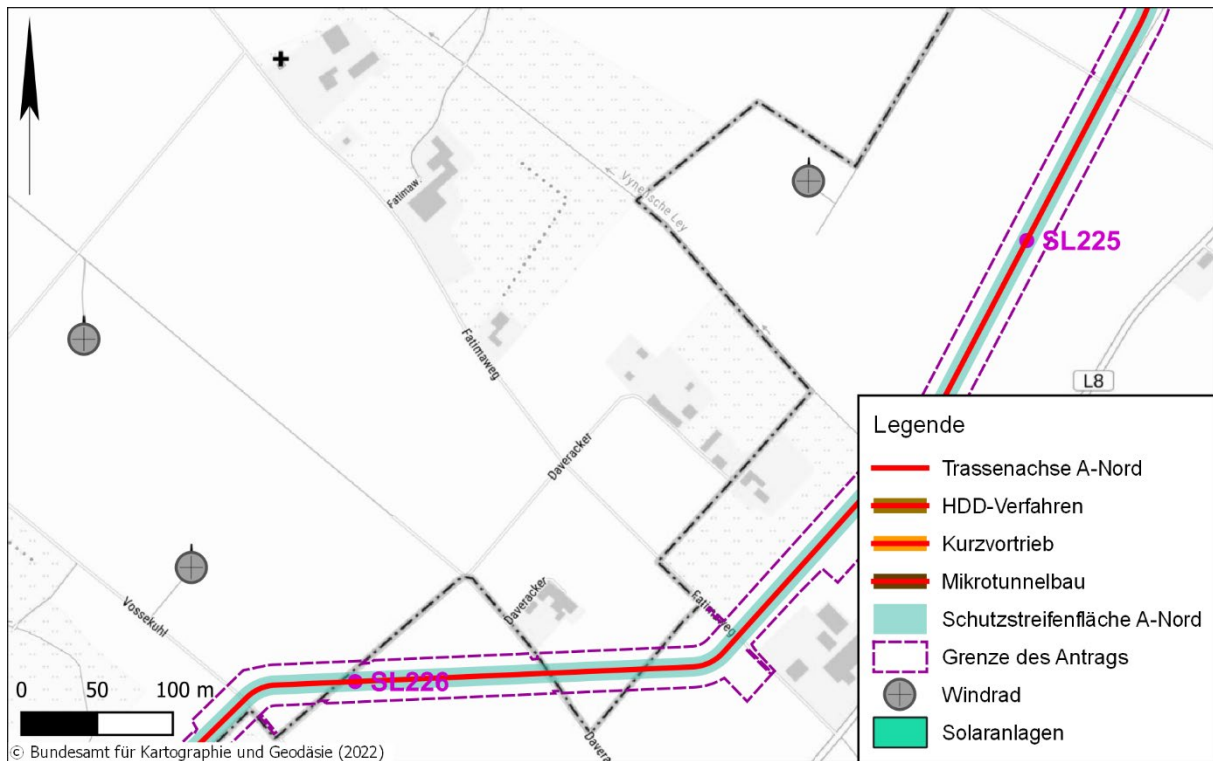 Fatimaw.
Vynensche Ley
SL225
Fatimaweg
L8
Daveracker
Legende
Trassenachse A-Nord
HDD-Verfahren
Kurzvortrieb
Mikrotunnelbau
Schutzstreifenfläche A-Nord
Grenze des Antrags
Windrad
Solaranlagen
Vossekuhl
Daveracker
Fatimaweg
SL226
0 50 100 m
Davera
© Bundesamt für Kartographie und Geodäsie (2022)